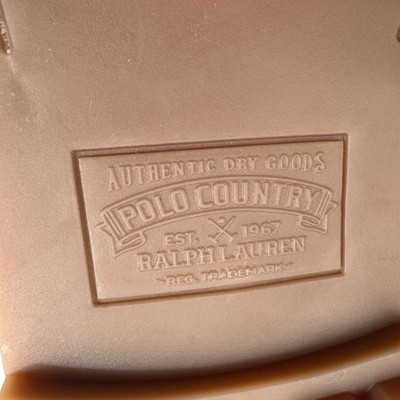 AUTHENTIC DRY GOODS
POLO COUNTRY
EST. 1967
RALPH LAUREN
REG. TRADEMARK